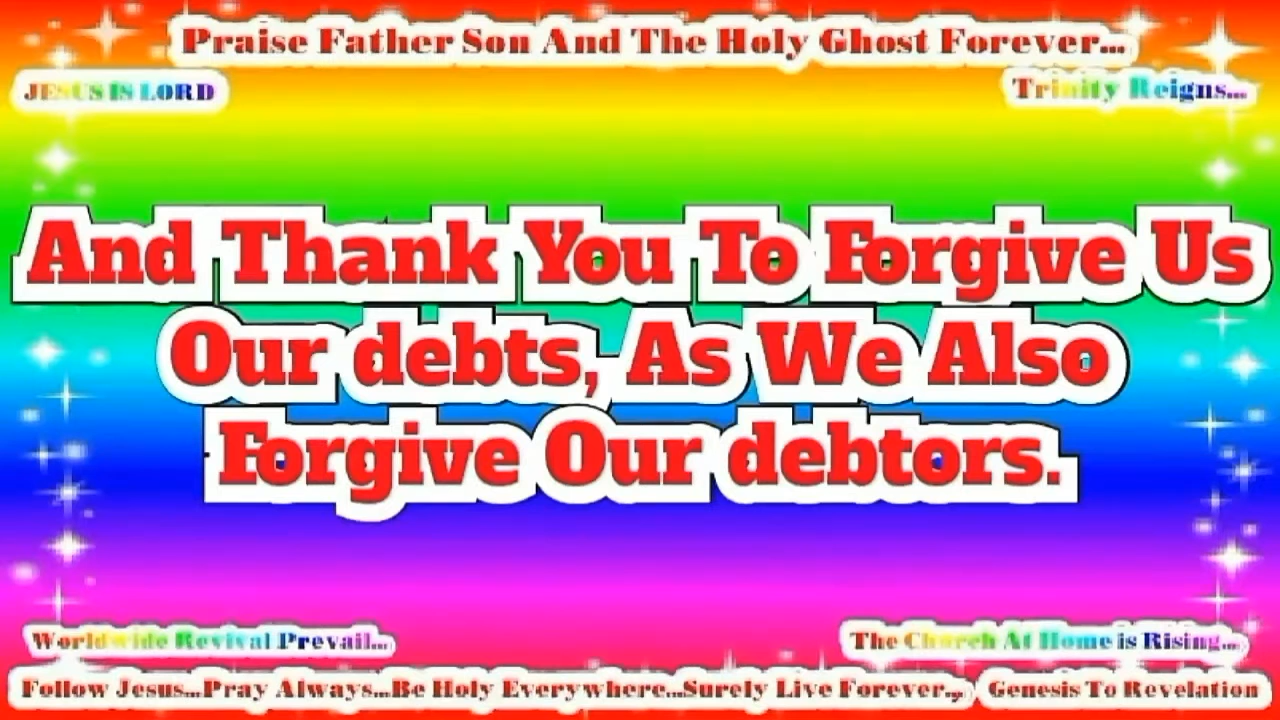 Praise Father Son And The Holy Ghost Forever...
JESUS IS LORD
Trinity Reigns...
And Thank You To Forgive Us
Our debts, As We Also
Forgive Our debtors.
Worldwide Revival Prevail...
The Church At Home is Rising...
Follow Jesus...Pray Always...Be Holy Everywhere...Surely Live Forever...,
Genesis To Revelation